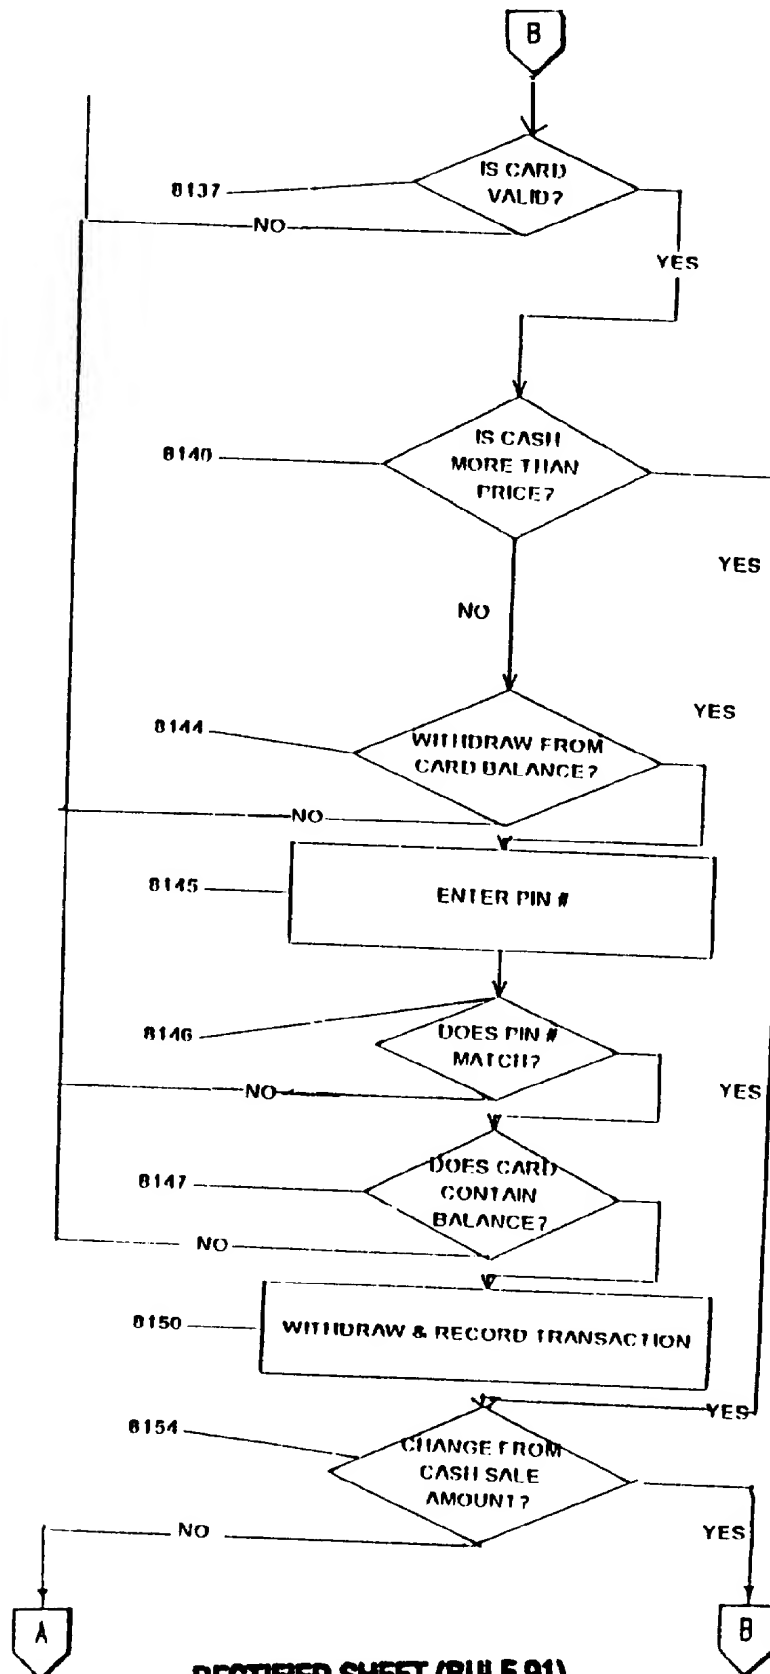 B
IS CARD
VALID?
8137
NO
YES
IS CASH
MORE THAN
PRICE?
8140
YES
NO
YES
8144
WITHDRAW FROM
CARD BALANCE?
NO
8145
ENTER PIN #
8146
DOES PIN #
MATCH?
NO
YES
DOES CARD
CONTAIN
BALANCE?
8147
NO
8150
WITHDRAW & RECORD TRANSACTION
YES
8154
CHANGE FROM
CASH SALE
AMOUNT?
NO
YES
A
B
RECTIFIED SHEET (RULE 91)